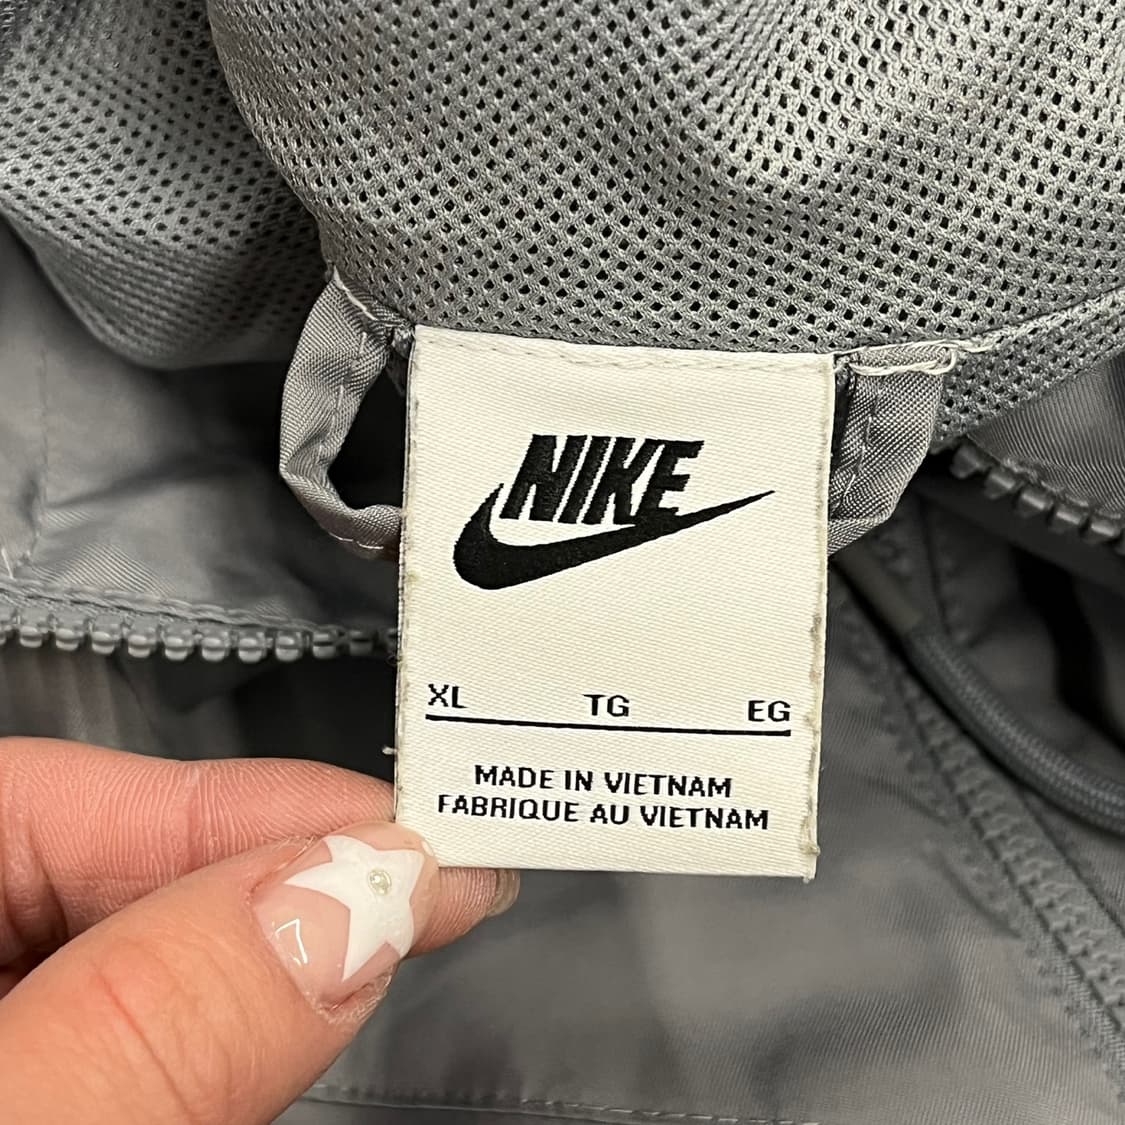 NIKE
XL TG EG
MADE IN VIETNAM
FABRIQUE AU VIETNAM